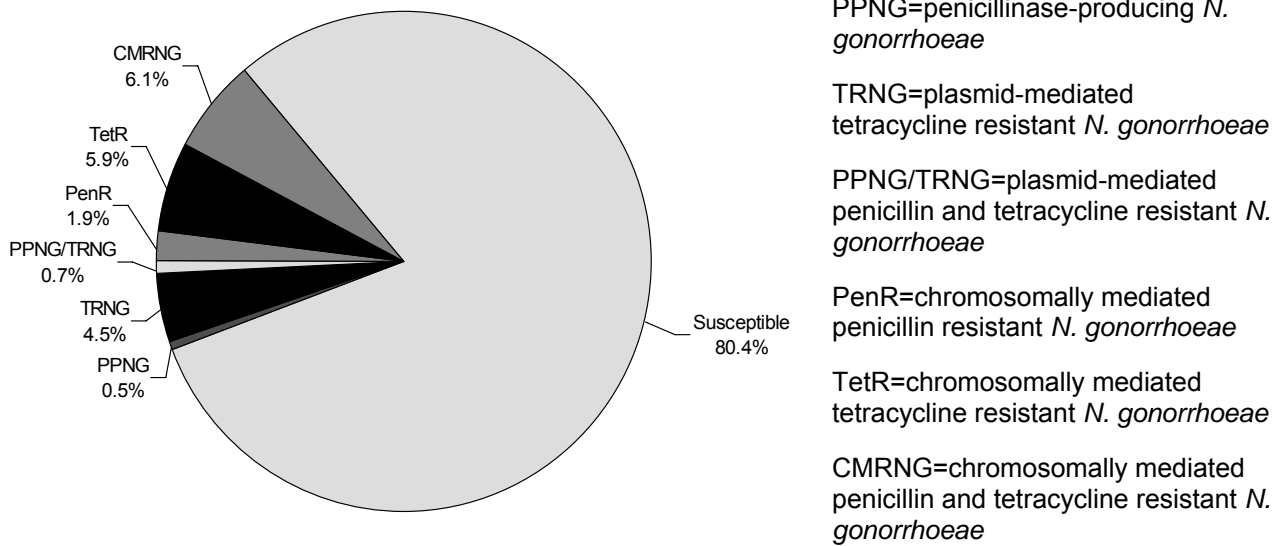 CMRNG
6.1%
TetR
5.9%
PenR
1.9%
PPNG/TRNG
0.7%
TRNG
4.5%
PPNG
0.5%
Susceptible
80.4%
PPNG=penicillinase-producing N.
gonorrhoeae
TRNG=plasmid-mediated
tetracycline resistant N. gonorrhoeae
PPNG/TRNG=plasmid-mediated
penicillin and tetracycline resistant N.
gonorrhoeae
PenR=chromosomally mediated
penicillin resistant N. gonorrhoeae
TetR=chromosomally mediated
tetracycline resistant N. gonorrhoeae
CMRNG=chromosomally mediated
penicillin and tetracycline resistant N.
gonorrhoeae